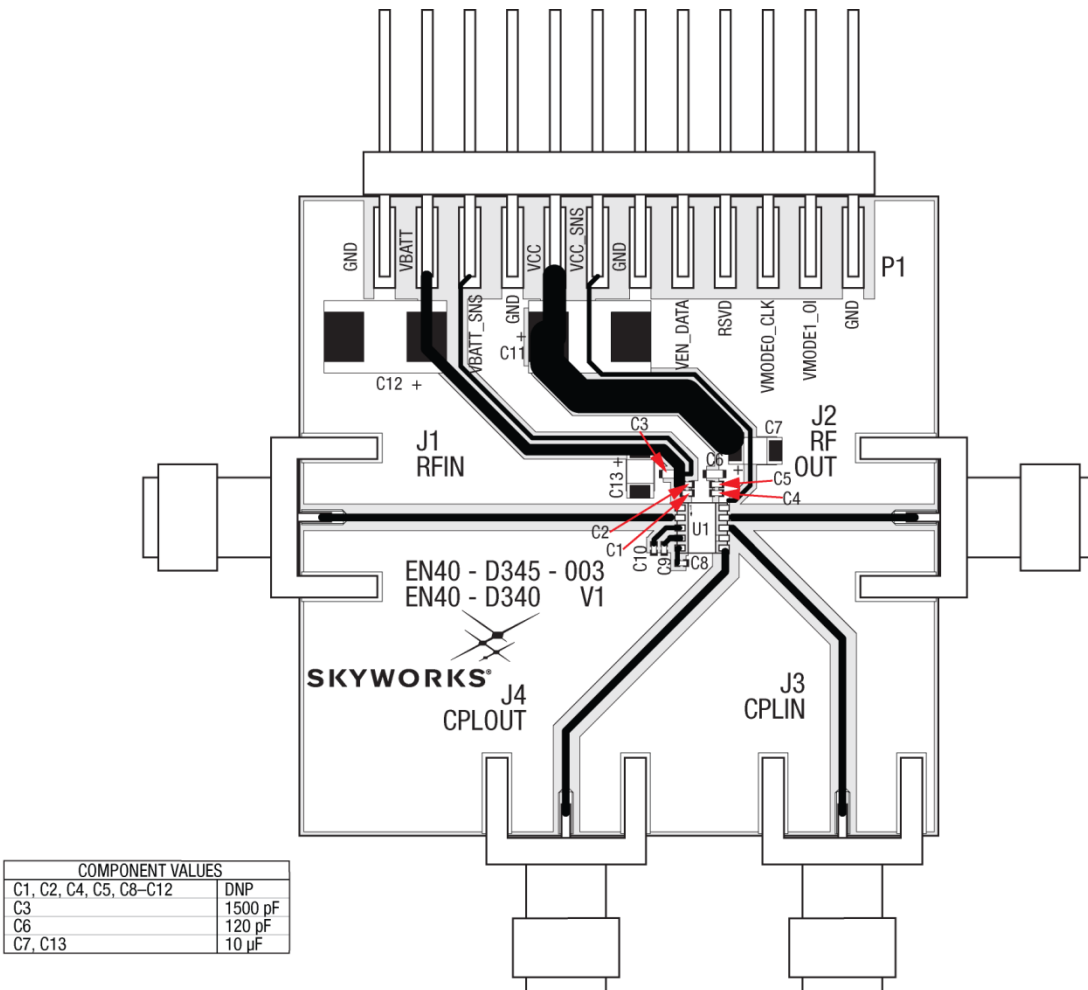 GND
VBATT
VBATT_SNS
GND
VCC
VCC_SNS
GND
VEN_DATA
RSVD
VMODE0_CLK
VMODE1_OI
GND
P1
C12 +
+
C11
J1
RFIN
C3
C13 +
C6
C7
+
J2
RF
OUT
C5
C4
C2
C1
U1
C10
C9
C8
EN40 - D345 - 003
EN40 - D340 V1
SKYWORKS®
J4
CPLOUT
J3
CPLIN
COMPONENT VALUES
C1, C2, C4, C5, C8–C12 DNP
C3 1500 pF
C6 120 pF
C7, C13 10 µF